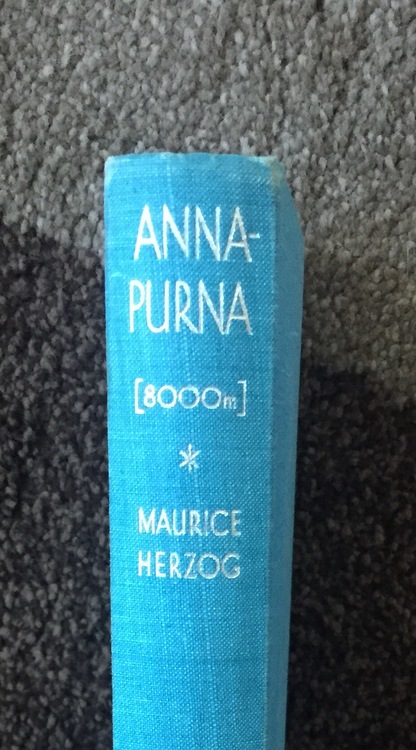 ANNA-
PURNA
[8000m]
*
MAURICE
HERZOG